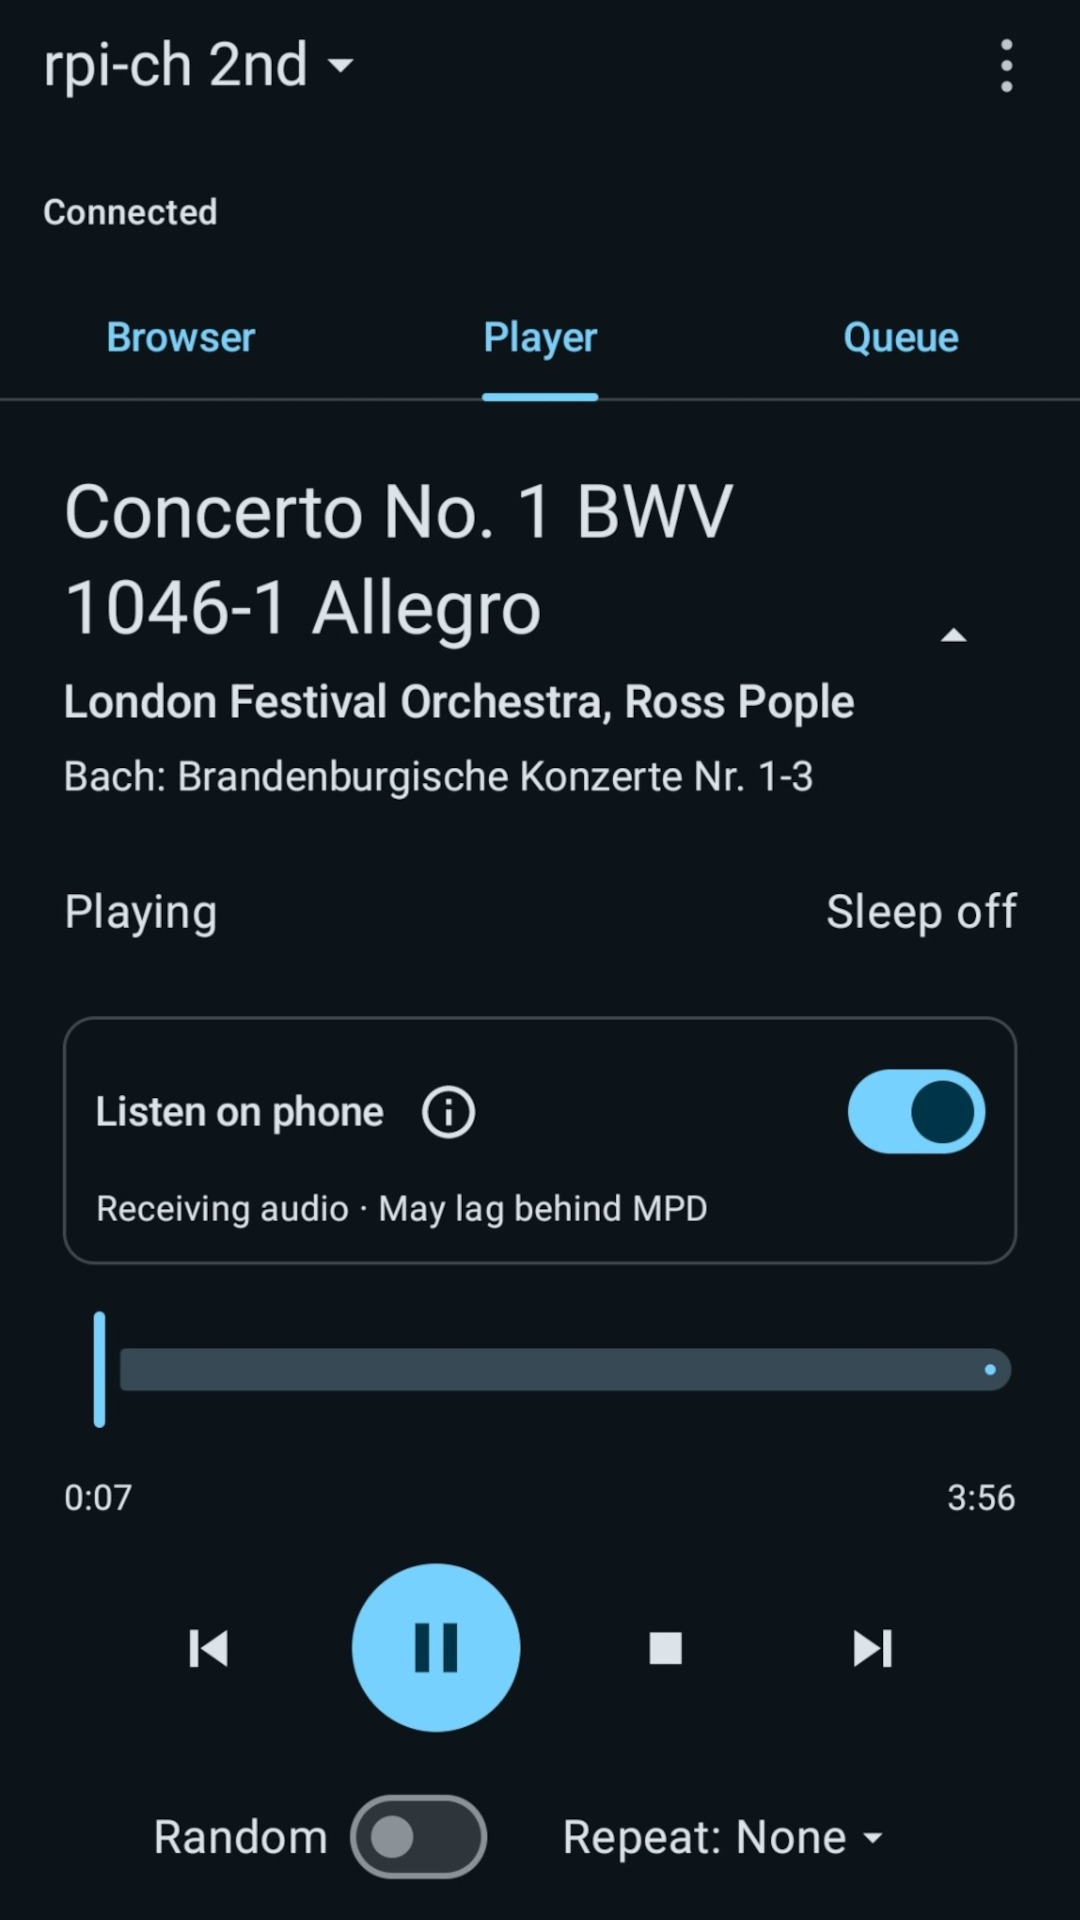 rpi-ch 2nd
Connected
Browser Player Queue
Concerto No. 1 BWV
1046-1 Allegro
London Festival Orchestra, Ross Pople
Bach: Brandenburgische Konzerte Nr. 1-3
Playing Sleep off
Listen on phone
Receiving audio · May lag behind MPD
0:07 3:56
Random Repeat: None